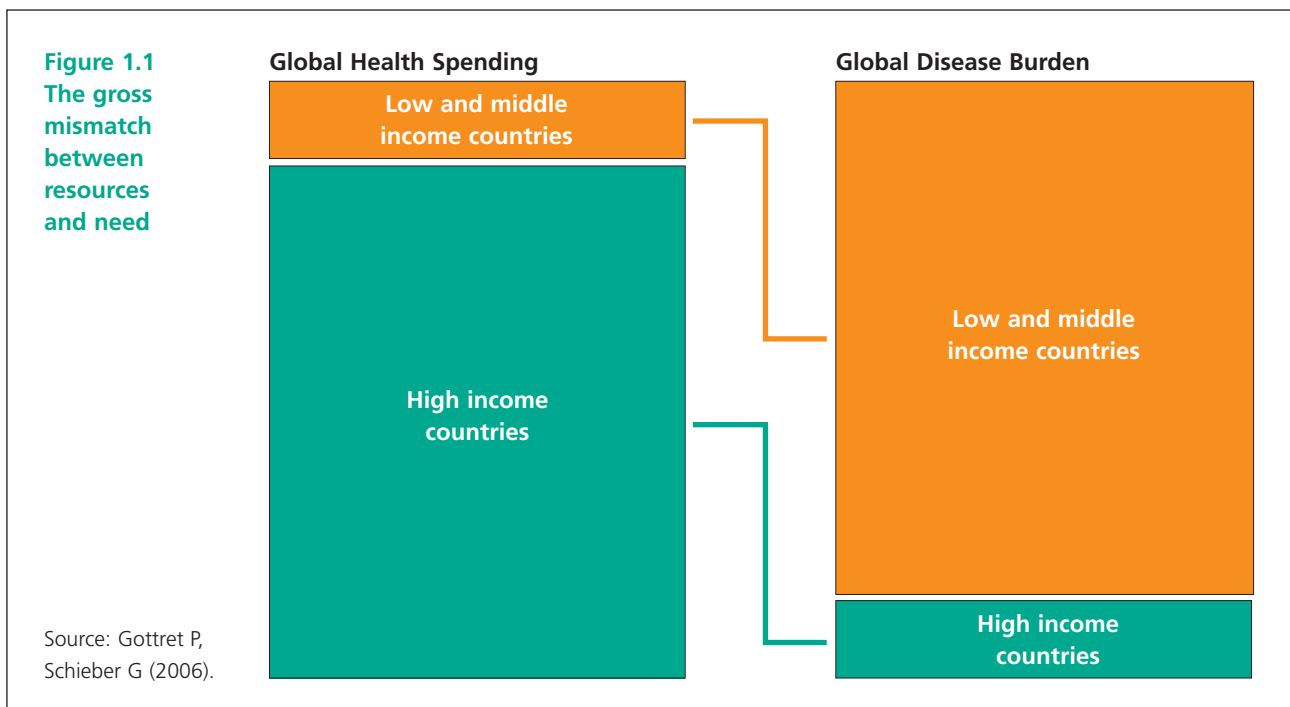 Figure 1.1
The gross
mismatch
between
resources
and need
Global Health Spending
Low and middle
income countries
High income
countries
Global Disease Burden
Low and middle
income countries
High income
countries
Source: Gottret P,
Schieber G (2006).